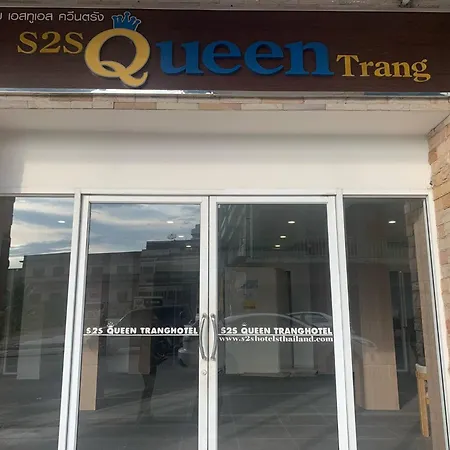 เอสทูเอส ควีนตรัง
S2S Queen Trang
S2S QUEEN TRANGHOTEL
S2S QUEEN TRANGHOTEL
www.s2shotelsthailand.com